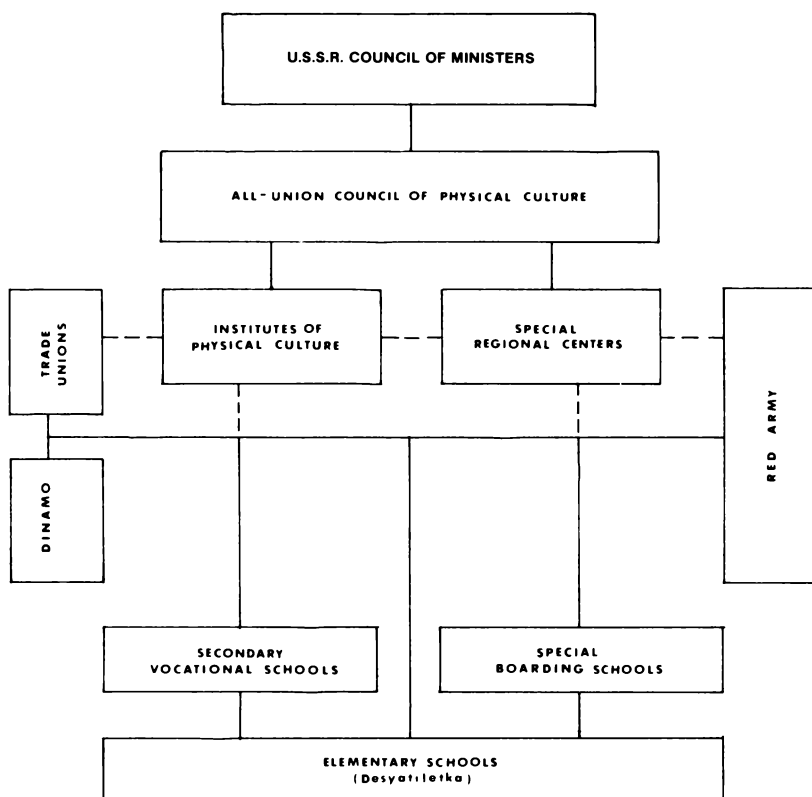 U.S.S.R. COUNCIL OF MINISTERS
ALL-UNION COUNCIL OF PHYSICAL CULTURE
TRADE
UNIONS
INSTITUTES OF
PHYSICAL CULTURE
SPECIAL
REGIONAL CENTERS
RED ARMY
DINAMO
SECONDARY
VOCATIONAL SCHOOLS
SPECIAL
BOARDING SCHOOLS
ELEMENTARY SCHOOLS
(Desyatiletka)